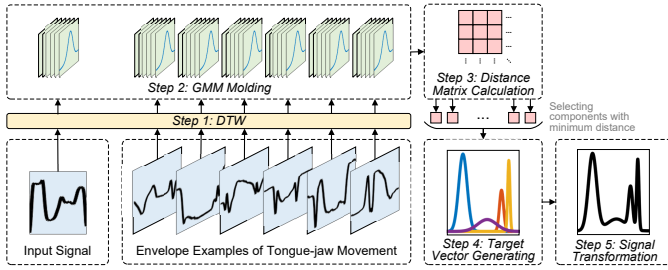 Step 2: GMM Molding
Step 1: DTW
Input Signal
Envelope Examples of Tongue-jaw Movement
Step 3: Distance
Matrix Calculation
Selecting
components with
minimum distance
Step 4: Target
Vector Generating
Step 5: Signal
Transformation